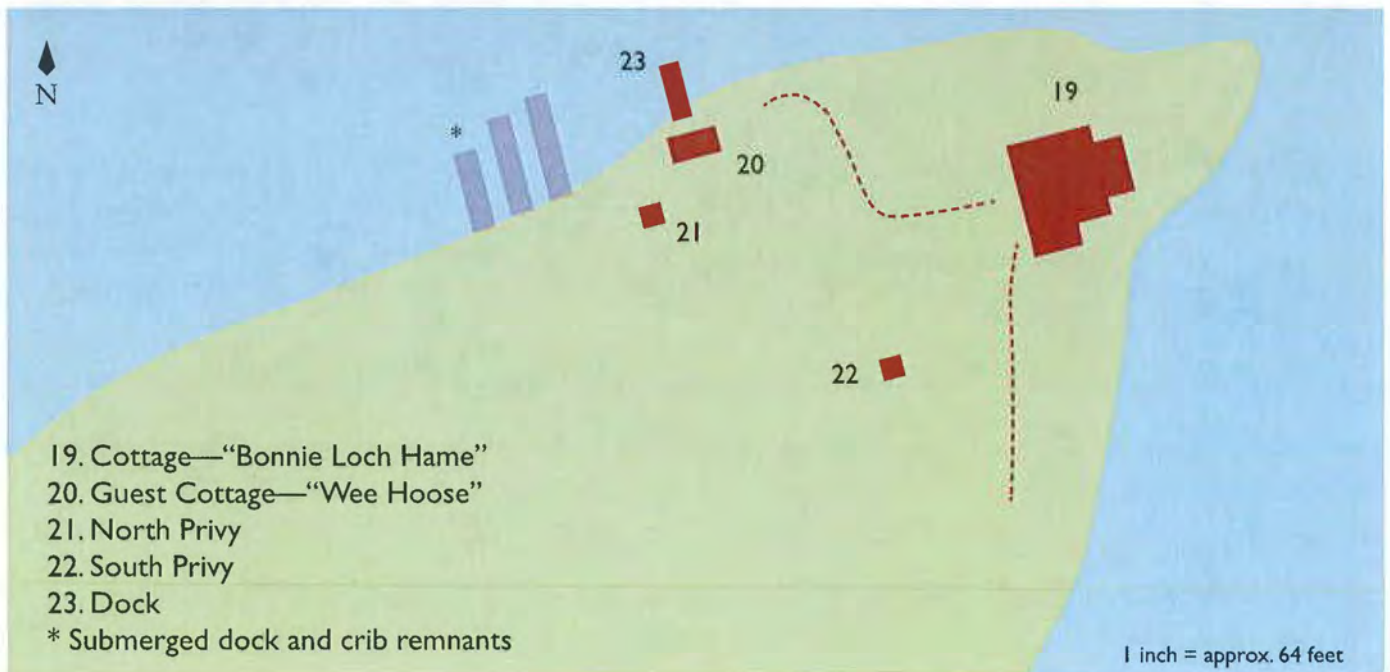 N
*
23
20
21
19
22
19. Cottage—“Bonnie Loch Hame”
20. Guest Cottage—“Wee Hoose”
21. North Privy
22. South Privy
23. Dock
* Submerged dock and crib remnants
1 inch = approx. 64 feet